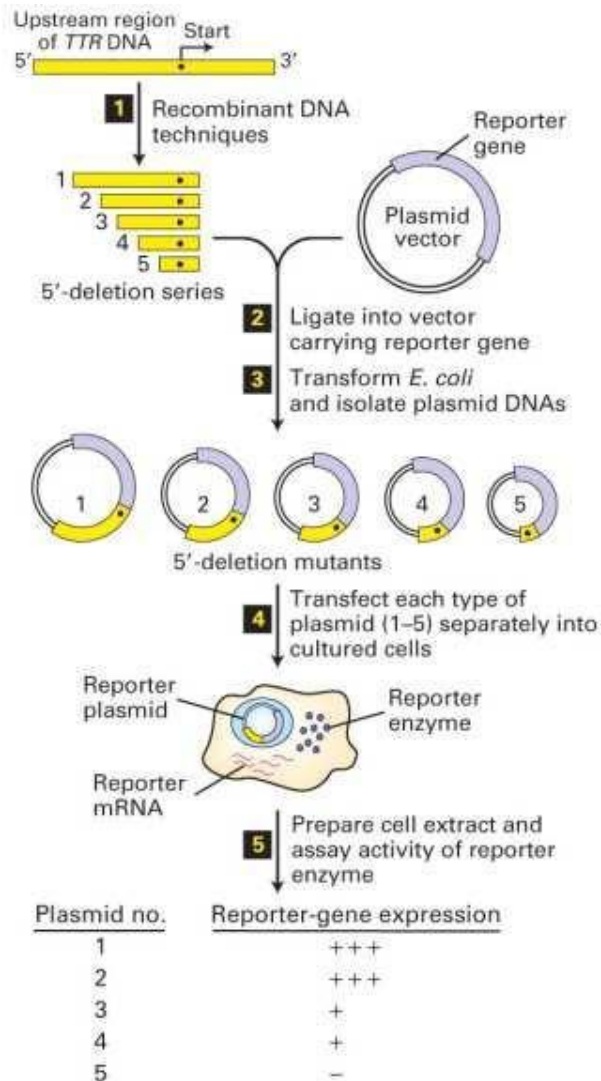 Upstream region
of TTR DNA
Start
5′
3′
1
Recombinant DNA
techniques
Reporter
gene
Plasmid
vector
1
2
3
4
5
5′-deletion series
2
Ligate into vector
carrying reporter gene
3
Transform E. coli
and isolate plasmid DNAs
1 2 3 4 5
5′-deletion mutants
4
Transfect each type of
plasmid (1–5) separately into
cultured cells
Reporter
plasmid
Reporter
enzyme
Reporter
mRNA
5
Prepare cell extract and
assay activity of reporter
enzyme
Plasmid no. Reporter-gene expression
1 +++
2 +++
3 +
4 +
5 −